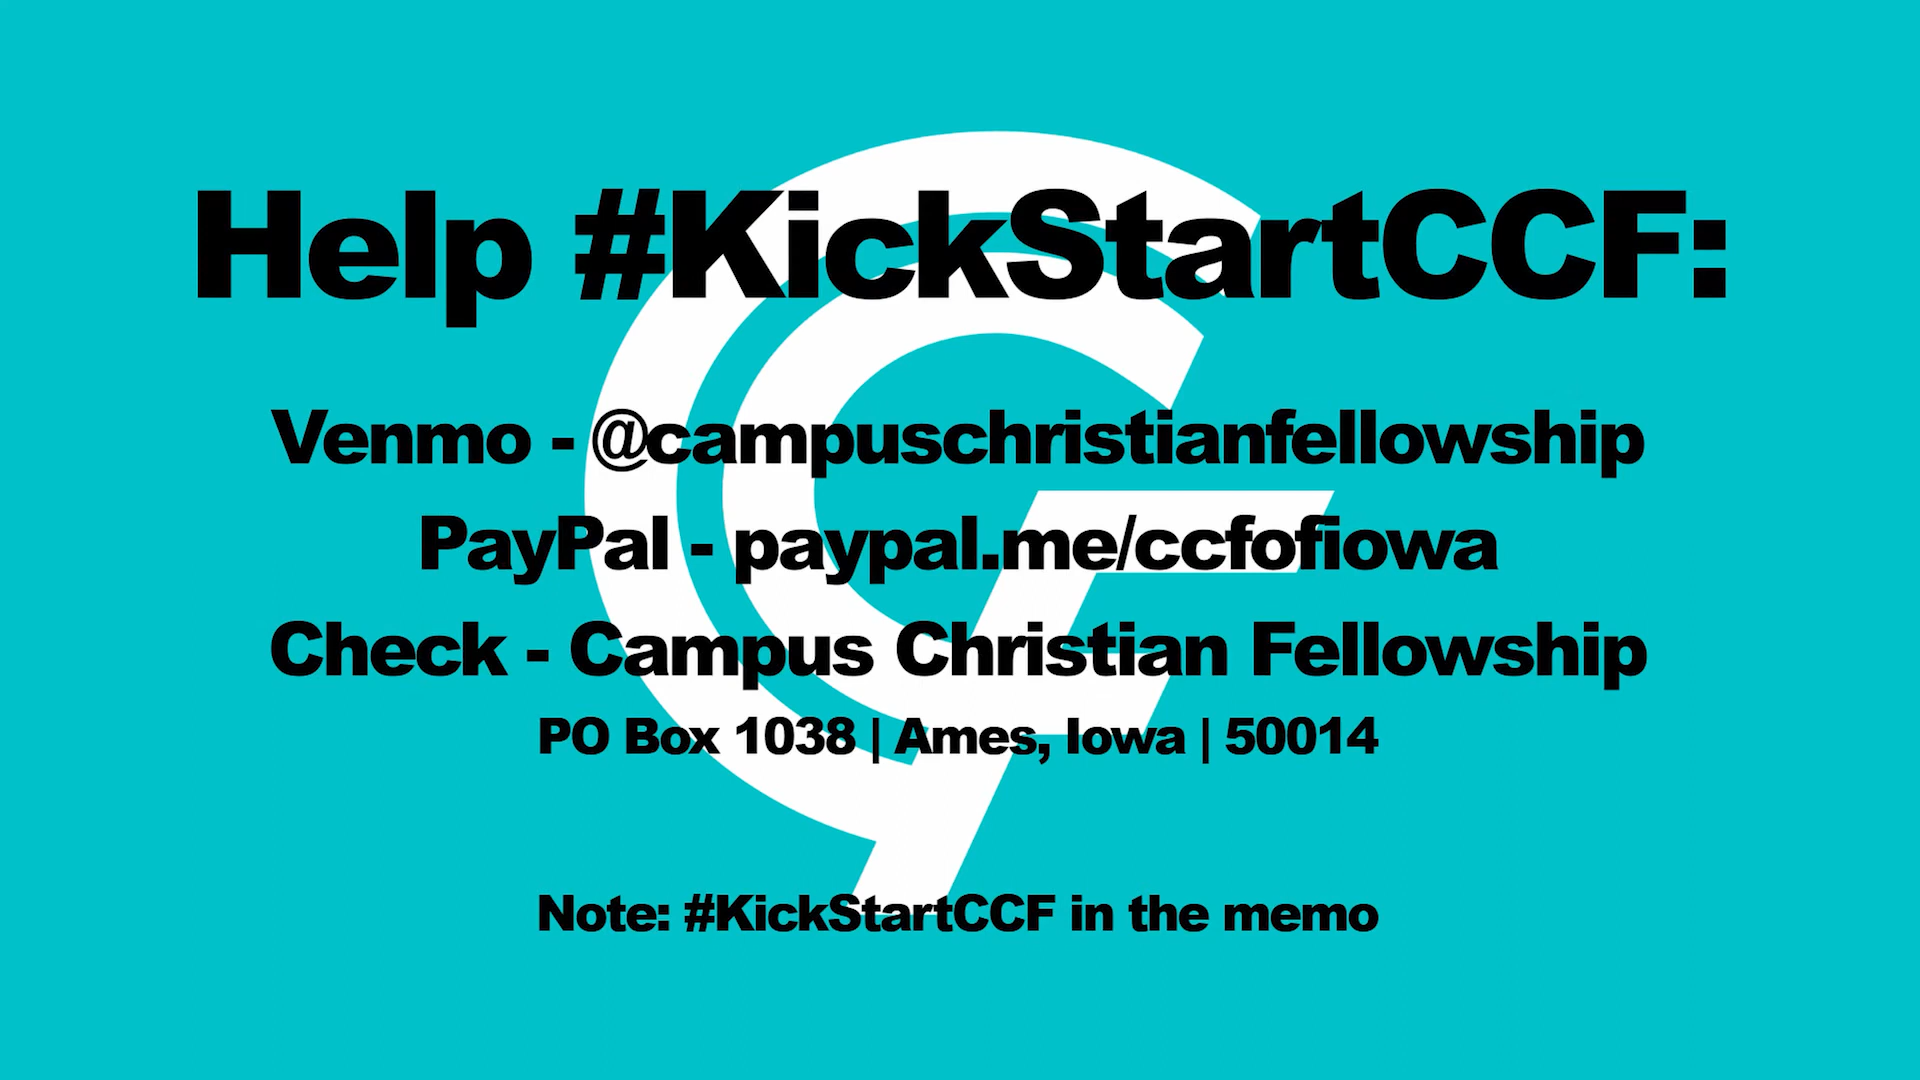 Help #KickStartCCF:
Venmo - @campuschristianfellowship
PayPal - paypal.me/ccfofiowa
Check - Campus Christian Fellowship
PO Box 1038 | Ames, Iowa | 50014
Note: #KickStartCCF in the memo